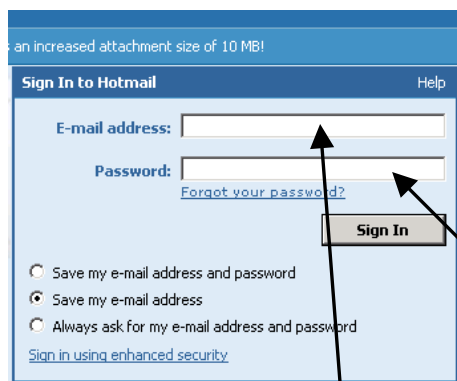 an increased attachment size of 10 MB!
Sign In to Hotmail Help
E-mail address:
Password:
Forgot your password?
Sign In
Save my e-mail address and password
Save my e-mail address
Always ask for my e-mail address and password
Sign in using enhanced security